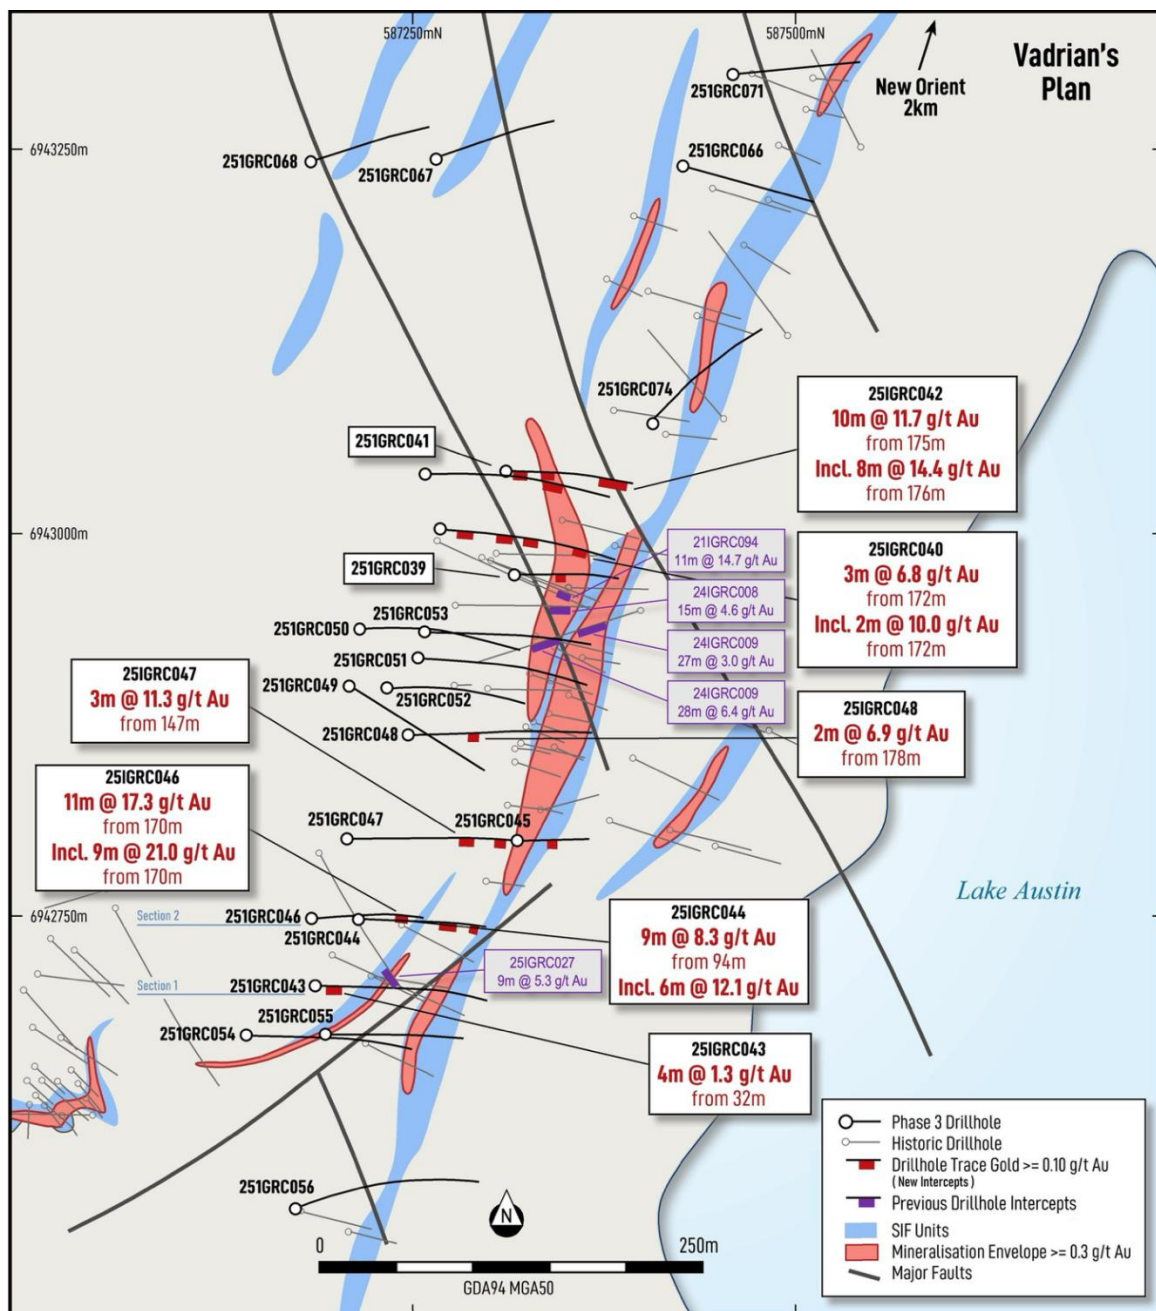 587250mN
587500mN
Vadrian's
Plan
New Orient
2km
251GRC071
6943250m
251GRC068
251GRC067
251GRC066
251GRC074
25IGRC042
10m @ 11.7 g/t Au
from 175m
Incl. 8m @ 14.4 g/t Au
from 176m
251GRC041
6943000m
21IGRC094
11m @ 14.7 g/t Au
25IGRC040
3m @ 6.8 g/t Au
from 172m
Incl. 2m @ 10.0 g/t Au
from 172m
251GRC039
24IGRC008
15m @ 4.6 g/t Au
251GRC053
251GRC050
24IGRC009
27m @ 3.0 g/t Au
251GRC051
25IGRC047
3m @ 11.3 g/t Au
from 147m
251GRC049
251GRC052
24IGRC009
28m @ 6.4 g/t Au
25IGRC048
2m @ 6.9 g/t Au
from 178m
251GRC048
25IGRC046
11m @ 17.3 g/t Au
from 170m
Incl. 9m @ 21.0 g/t Au
from 170m
251GRC047
251GRC045
Lake Austin
6942750m
Section 2
251GRC046
251GRC044
25IGRC044
9m @ 8.3 g/t Au
from 94m
Incl. 6m @ 12.1 g/t Au
25IGRC027
9m @ 5.3 g/t Au
Section 1
251GRC043
251GRC055
251GRC054
25IGRC043
4m @ 1.3 g/t Au
from 32m
251GRC056
N
0
250m
GDA94 MGA50
Phase 3 Drillhole
Historic Drillhole
Drillhole Trace Gold >= 0.10 g/t Au
( New Intercepts )
Previous Drillhole Intercepts
SIF Units
Mineralisation Envelope >= 0.3 g/t Au
Major Faults